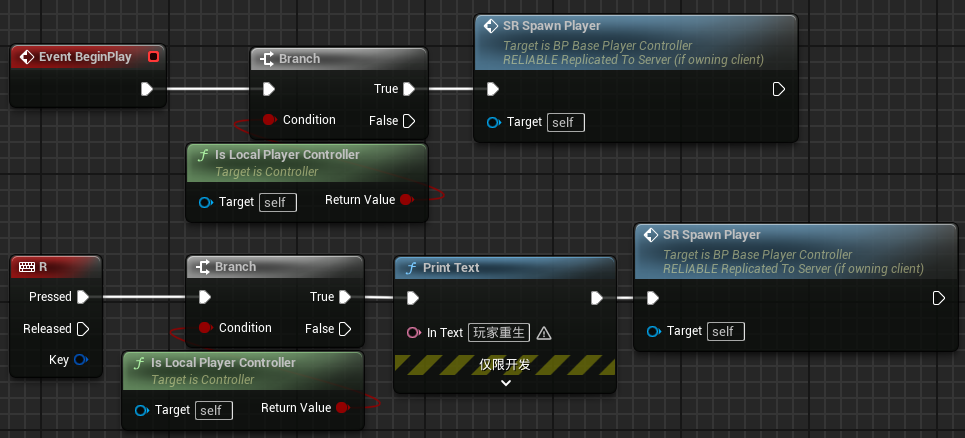 Event BeginPlay
Branch
True
Condition
False
Is Local Player Controller
Target is Controller
Target self
Return Value
SR Spawn Player
Target is BP Base Player Controller
RELIABLE Replicated To Server (if owning client)
Target self
R
Pressed
Released
Key
Branch
True
Condition
False
Is Local Player Controller
Target is Controller
Target self
Return Value
Print Text
In Text 玩家重生
仅限开发
SR Spawn Player
Target is BP Base Player Controller
RELIABLE Replicated To Server (if owning client)
Target self